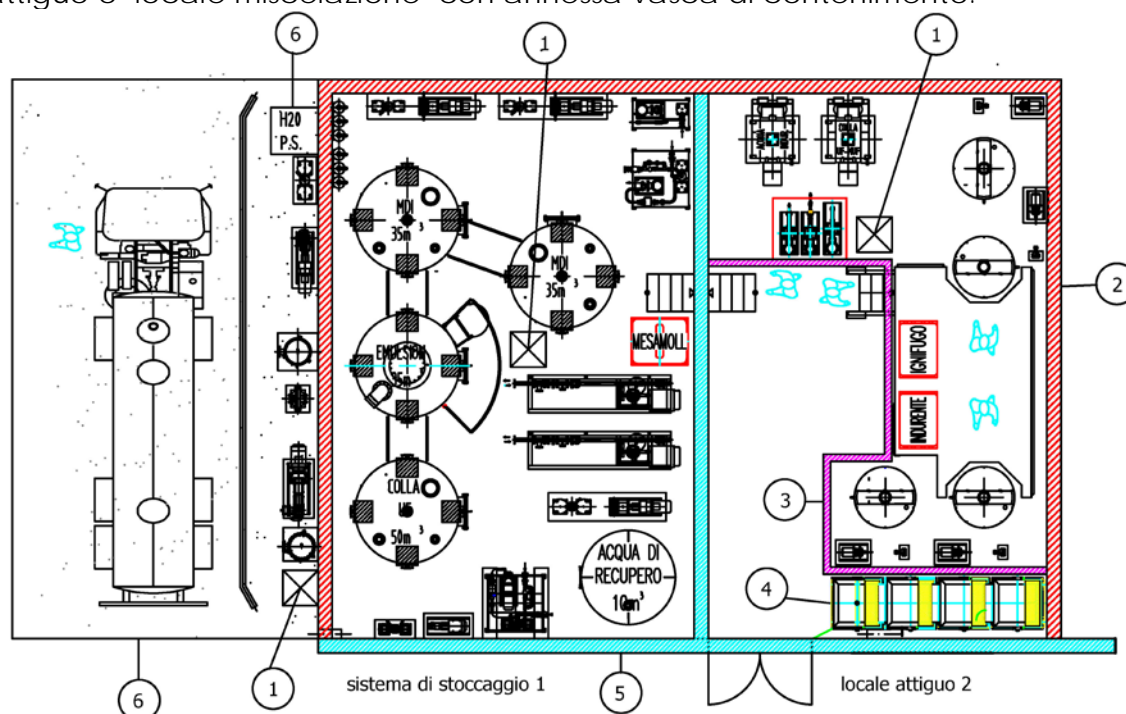 attiguo o "locale miscelazione" con annessa vasca di contenimento.
6
1
1
H20
P.S.
MDI
35m³
MDI
35m³
2
EMULSION
35m³
MESAMOLL
IGNIFUGO
INDURENTE
3
COLLA
50m³
ACQUA DI
RECUPERO
10m³
4
6
1
sistema di stoccaggio 1
5
locale attiguo 2